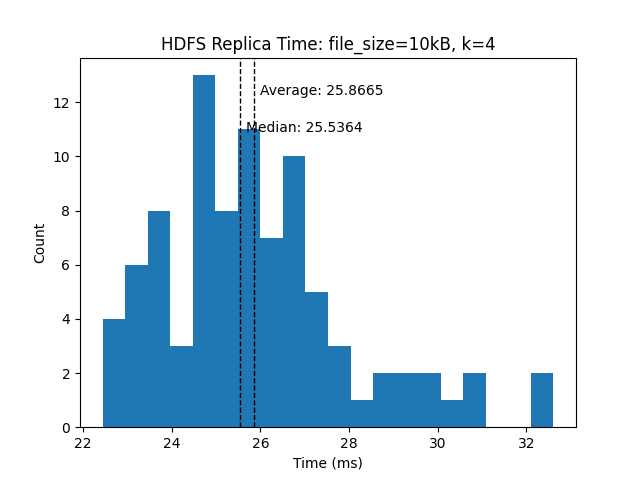 HDFS Replica Time: file_size=10kB, k=4
Average: 25.8665
Median: 25.5364
12
10
8
6
4
2
0
Count
22 24 26 28 30 32
Time (ms)